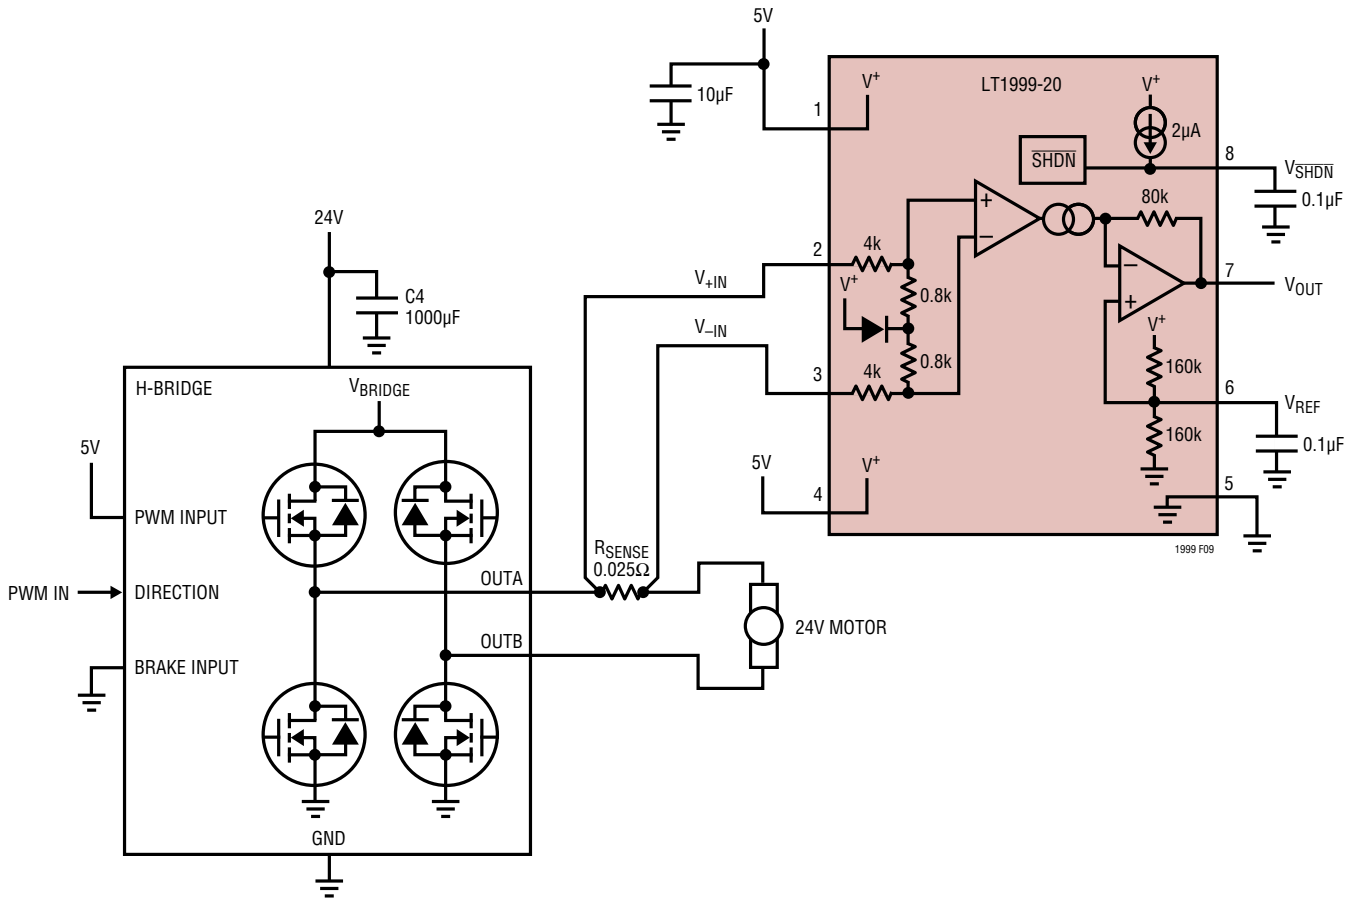 5V
10µF
1
V+
LT1999-20
V+
2µA
SHDN
8
VSHDN
0.1µF
80k
24V
C4
1000µF
2
4k
V+IN
V+
0.8k
V–IN
0.8k
3
4k
7
VOUT
V+
160k
6
VREF
160k
0.1µF
5V
4
V+
5
1999 F09
H-BRIDGE
VBRIDGE
5V
PWM INPUT
PWM IN
DIRECTION
BRAKE INPUT
OUTA
OUTB
RSENSE
0.025Ω
24V MOTOR
GND
+
–
–
+